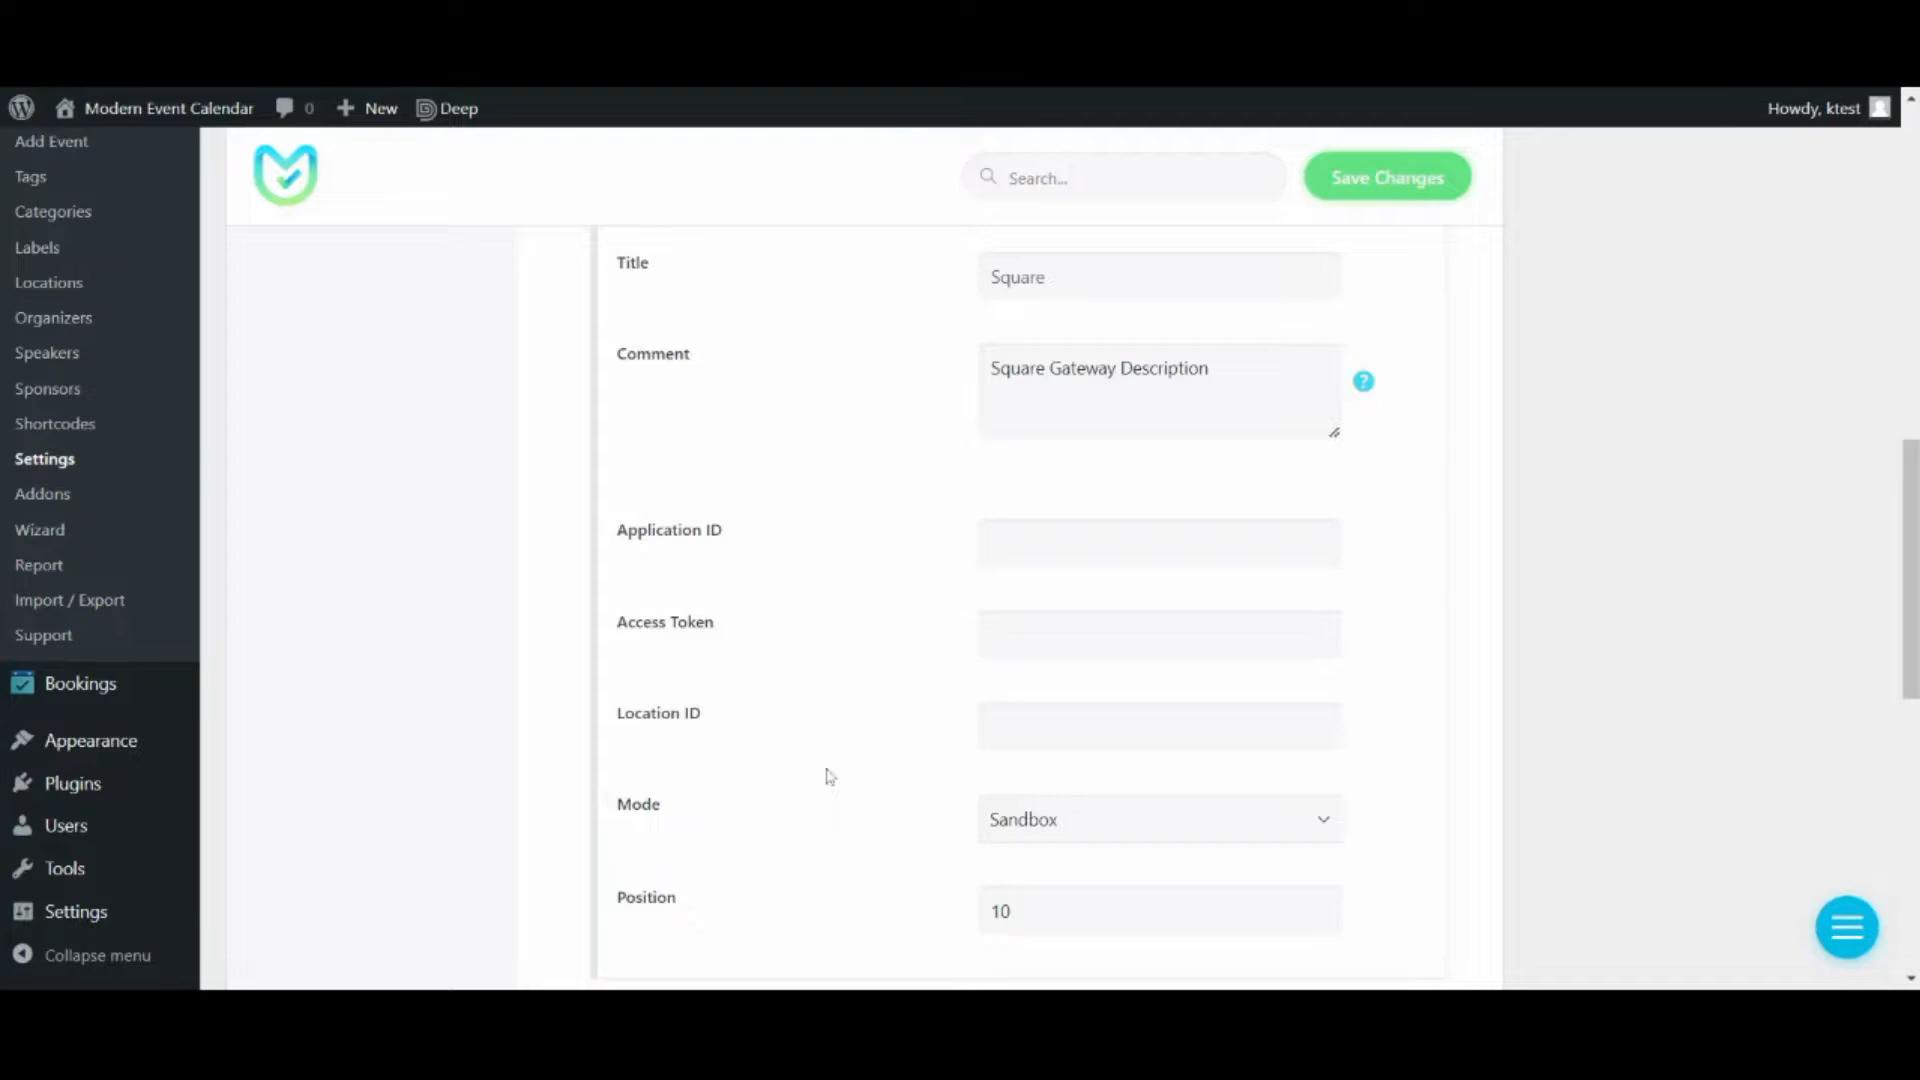 Modern Event Calendar 0 New Deep Howdy, ktest
Add Event
Tags
Categories
Labels
Locations
Organizers
Speakers
Sponsors
Shortcodes
Settings
Addons
Wizard
Report
Import / Export
Support
Bookings
Appearance
Plugins
Users
Tools
Settings
Collapse menu
Search...
Save Changes
Title
Square
Comment
Square Gateway Description
?
Application ID
Access Token
Location ID
Mode
Sandbox
Position
10